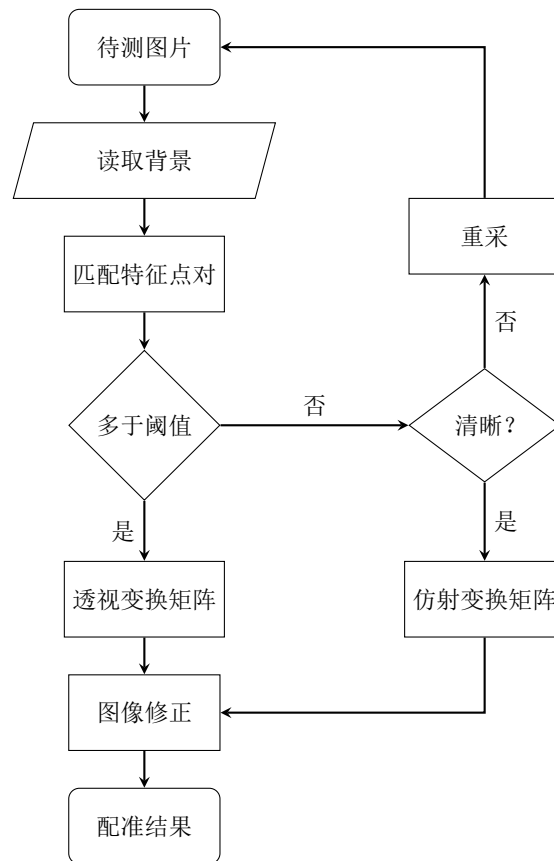 待测图片
读取背景
重采
匹配特征点对
否
多于阈值
否
清晰?
是
是
透视变换矩阵
仿射变换矩阵
图像修正
配准结果